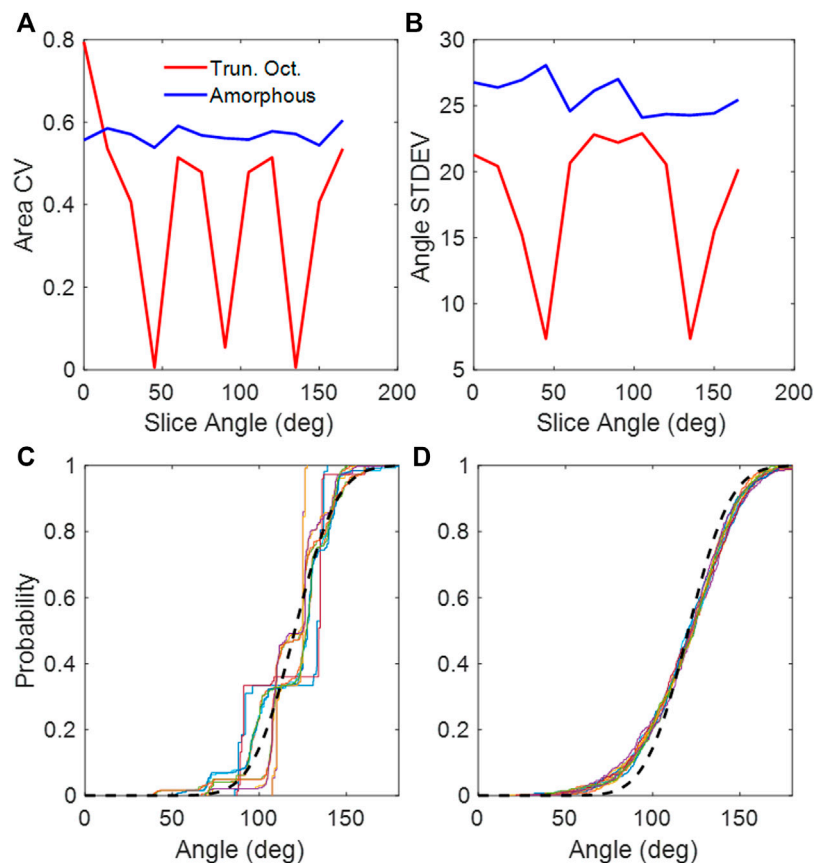 A
B
Trun. Oct.
Amorphous
Area CV
0.8
0.6
0.4
0.2
0
0 50 100 150 200
Slice Angle (deg)
Angle STDEV
30
25
20
15
10
5
0 50 100 150 200
Slice Angle (deg)
C
D
Probability
1
0.8
0.6
0.4
0.2
0
0 50 100 150
Angle (deg)
1
0.8
0.6
0.4
0.2
0
0 50 100 150
Angle (deg)